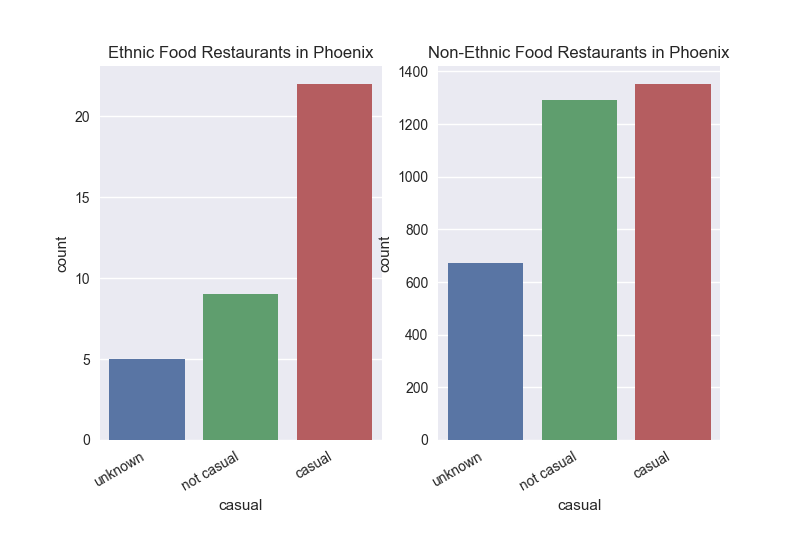 Ethnic Food Restaurants in Phoenix
20
15
10
5
0
count
unknown
not casual
casual
casual
Non-Ethnic Food Restaurants in Phoenix
1400
1200
1000
800
600
400
200
0
count
unknown
not casual
casual
casual